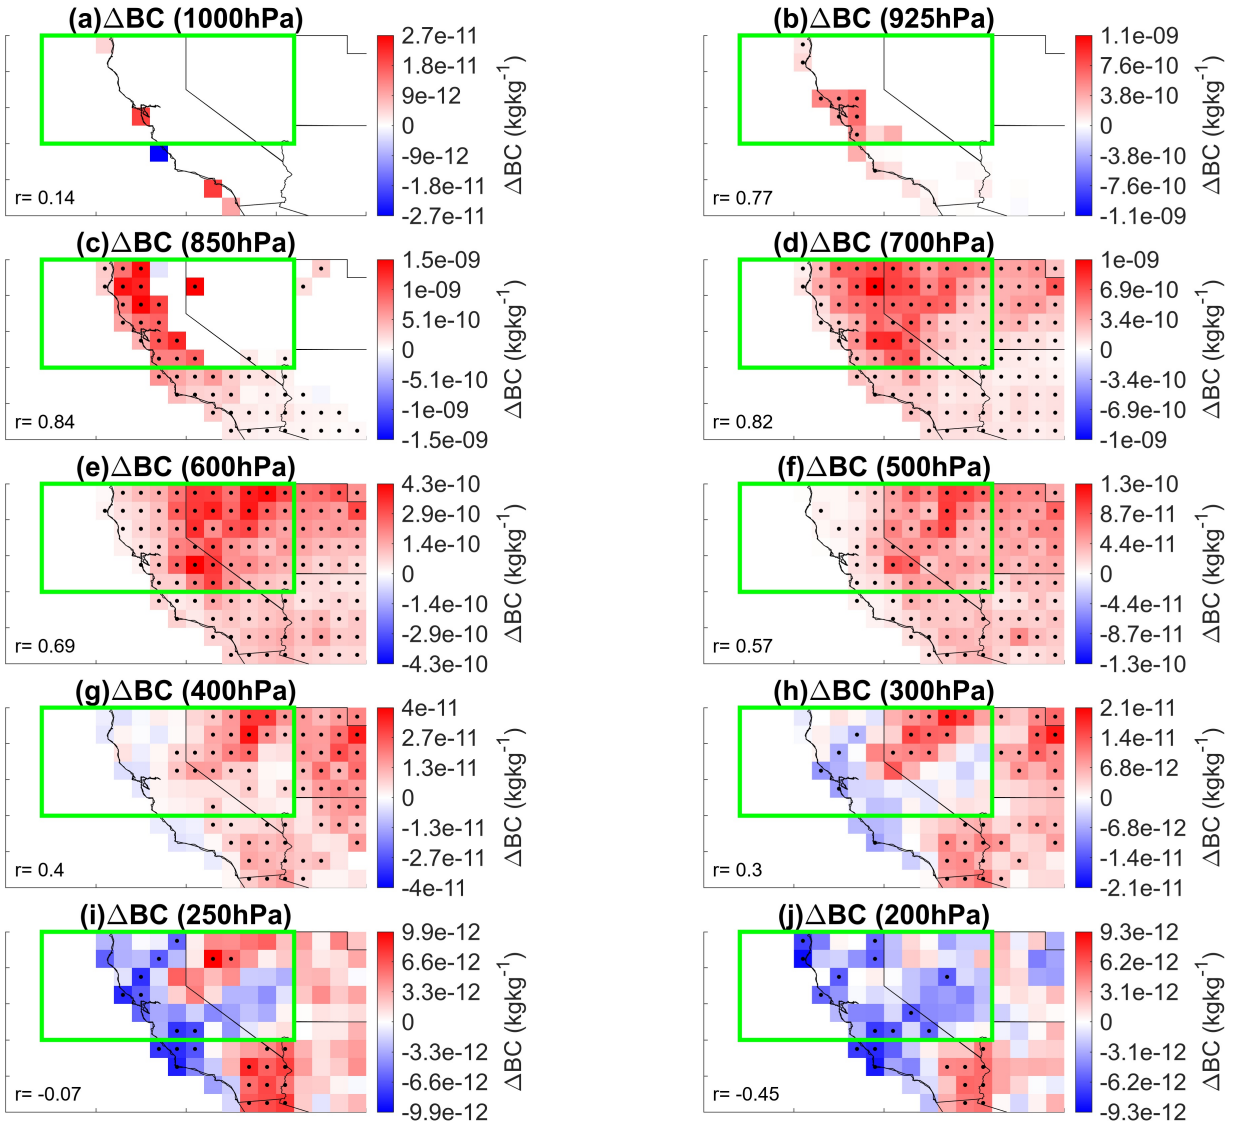 (a)ΔBC (1000hPa)
2.7e-11
1.8e-11
9e-12
0
-9e-12
-1.8e-11
-2.7e-11
ΔBC (kgkg⁻¹)
r= 0.14
(b)ΔBC (925hPa)
1.1e-09
7.6e-10
3.8e-10
0
-3.8e-10
-7.6e-10
-1.1e-09
ΔBC (kgkg⁻¹)
r= 0.77
(c)ΔBC (850hPa)
1.5e-09
1e-09
5.1e-10
0
-5.1e-10
-1e-09
-1.5e-09
ΔBC (kgkg⁻¹)
r= 0.84
(d)ΔBC (700hPa)
1e-09
6.9e-10
3.4e-10
0
-3.4e-10
-6.9e-10
-1e-09
ΔBC (kgkg⁻¹)
r= 0.82
(e)ΔBC (600hPa)
4.3e-10
2.9e-10
1.4e-10
0
-1.4e-10
-2.9e-10
-4.3e-10
ΔBC (kgkg⁻¹)
r= 0.69
(f)ΔBC (500hPa)
1.3e-10
8.7e-11
4.4e-11
0
-4.4e-11
-8.7e-11
-1.3e-10
ΔBC (kgkg⁻¹)
r= 0.57
(g)ΔBC (400hPa)
4e-11
2.7e-11
1.3e-11
0
-1.3e-11
-2.7e-11
-4e-11
ΔBC (kgkg⁻¹)
r= 0.4
(h)ΔBC (300hPa)
2.1e-11
1.4e-11
6.8e-12
0
-6.8e-12
-1.4e-11
-2.1e-11
ΔBC (kgkg⁻¹)
r= 0.3
(i)ΔBC (250hPa)
9.9e-12
6.6e-12
3.3e-12
0
-3.3e-12
-6.6e-12
-9.9e-12
ΔBC (kgkg⁻¹)
r= -0.07
(j)ΔBC (200hPa)
9.3e-12
6.2e-12
3.1e-12
0
-3.1e-12
-6.2e-12
-9.3e-12
ΔBC (kgkg⁻¹)
r= -0.45